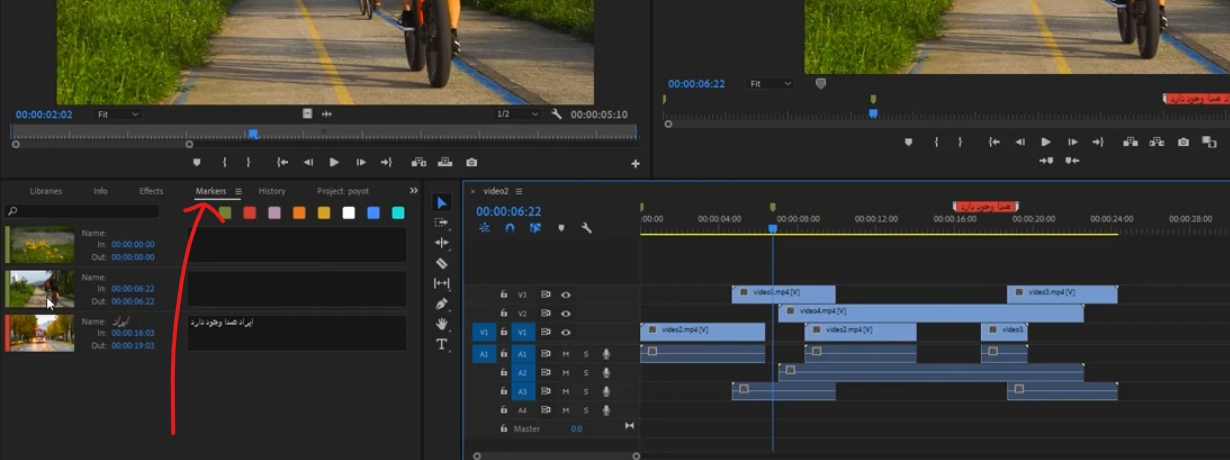 00:00:02:02 Fit 1/2 00:00:05:10
00:00:06:22 Fit
صدا وجود دارد
Libraries Info Effects Markers History Project: poyot
Name:
In: 00:00:00:00
Out: 00:00:00:00
Name:
In: 00:00:06:22
Out: 00:00:06:22
Name: ایراد
In: 00:00:16:03
Out: 00:00:19:03
ایراد صدا وجود دارد
× video2
00:00:06:22
صدا وجود دارد
:00:00 00:00:04:00 00:00:08:00 00:00:12:00 00:00:16:00 00:00:20:00 00:00:24:00 00:00:28:00
V3 video3.mp4 [V] video3.mp4 [V]
V2 video4.mp4 [V]
V1 V1 video2.mp4 [V] video2.mp4 [V] video3.
A1 A1 M S
A2 M S
A3 M S
A4 M S
Master 0.0
T